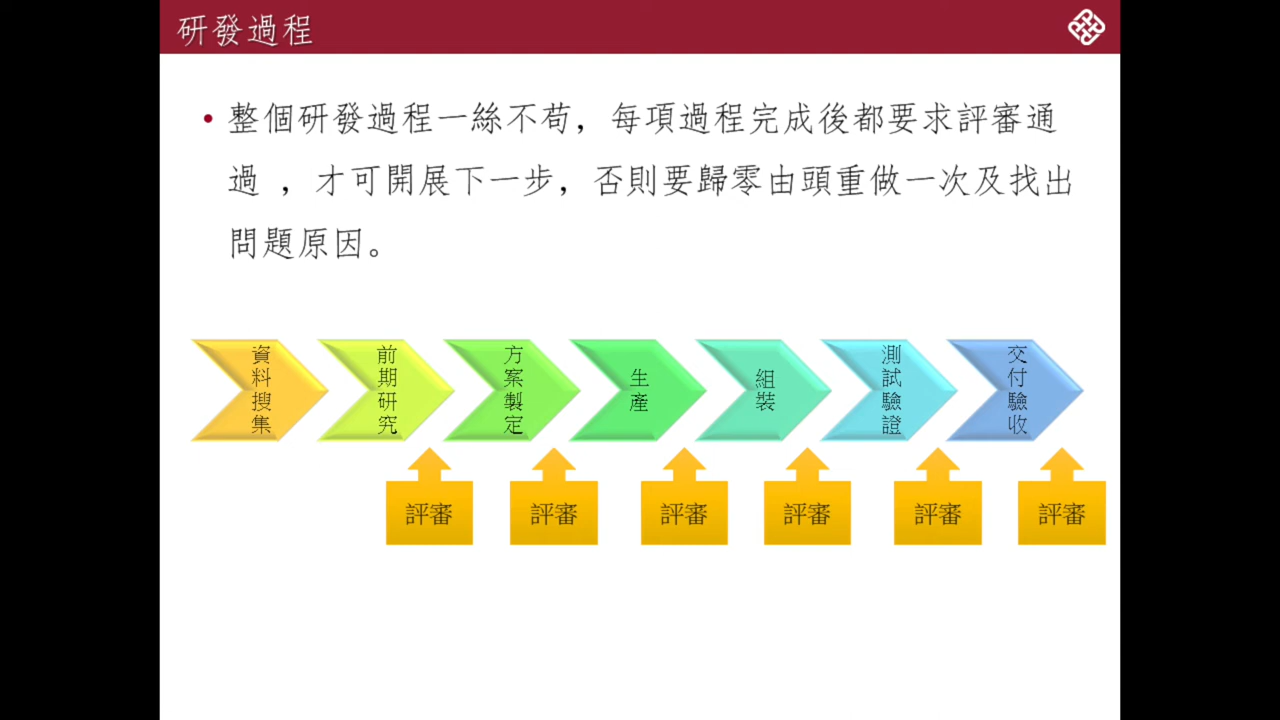 研發過程
• 整個研發過程一絲不苟，每項過程完成後都要求評審通
過 ，才可開展下一步，否則要歸零由頭重做一次及找出
問題原因。
資料搜集
前期研究
方案製定
生產
組裝
測試驗證
交付驗收
評審
評審
評審
評審
評審
評審